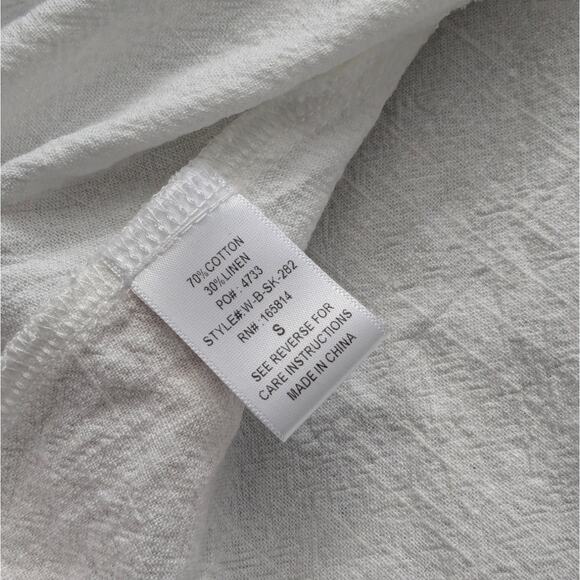 70% COTTON
30% LINEN
PO# : 4733
STYLE#:W-B-SK-282
RN#: 165814
S
SEE REVERSE FOR
CARE INSTRUCTIONS
MADE IN CHINA